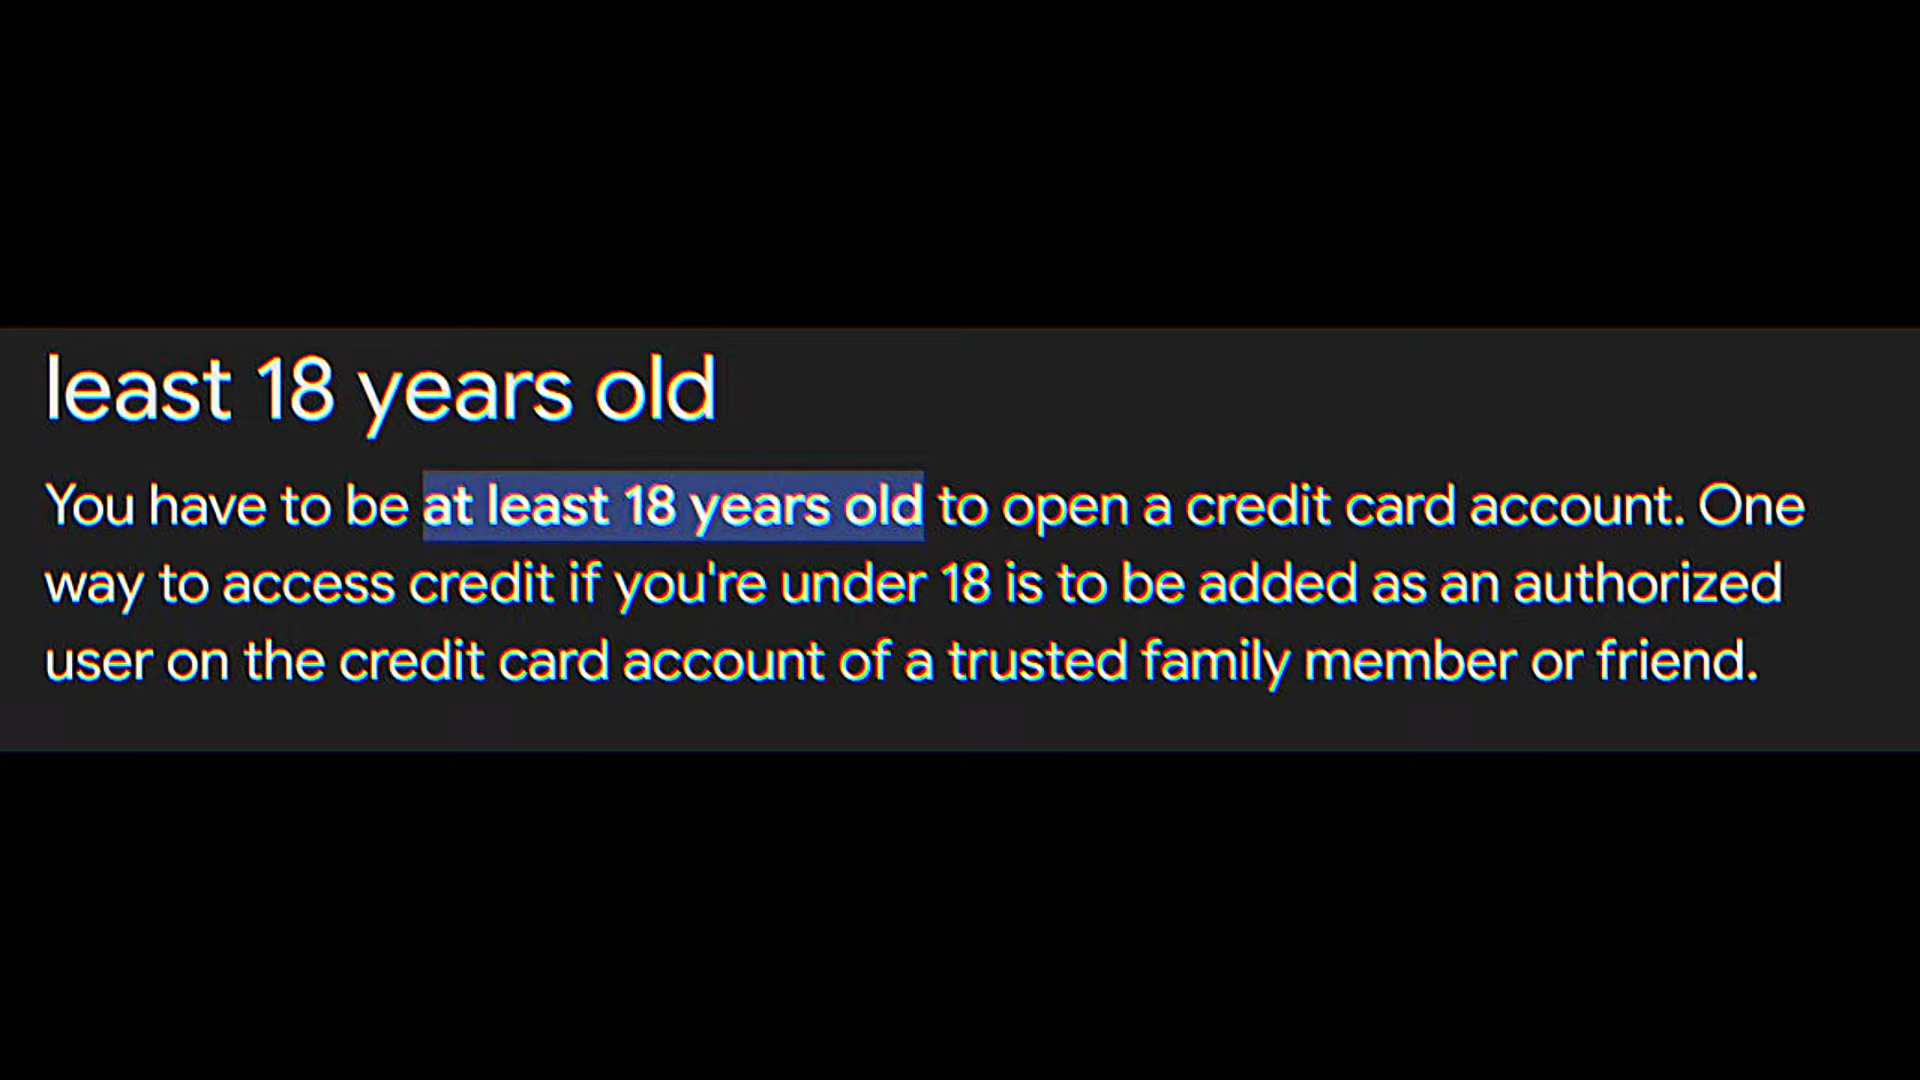 least 18 years old
You have to be at least 18 years old to open a credit card account. One
way to access credit if you're under 18 is to be added as an authorized
user on the credit card account of a trusted family member or friend.